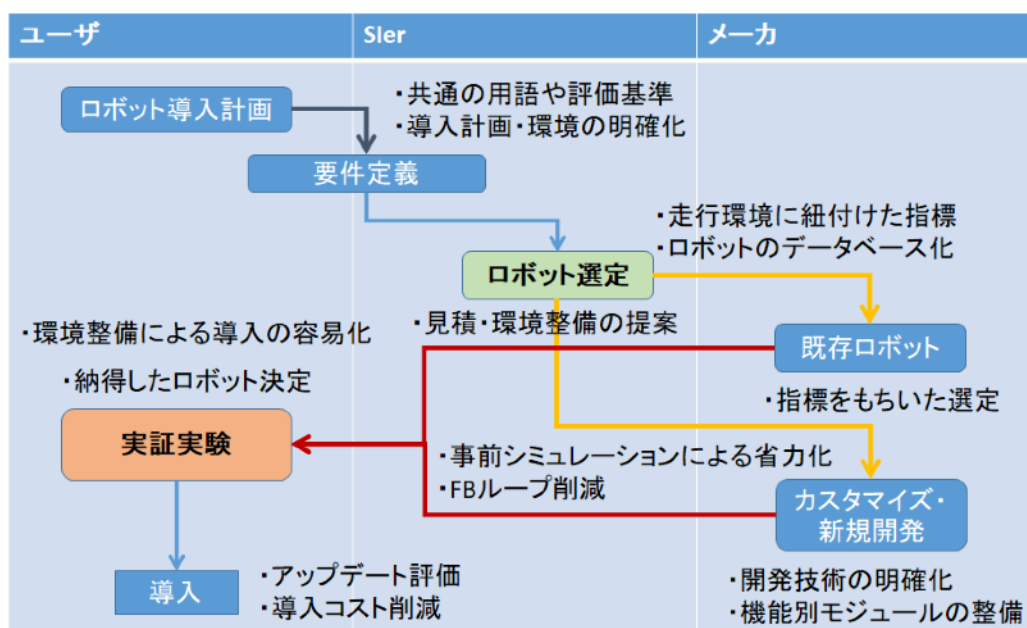 ユーザ
SIer
メーカ
ロボット導入計画
・共通の用語や評価基準
・導入計画・環境の明確化
要件定義
・走行環境に紐付けた指標
・ロボットのデータベース化
ロボット選定
・見積・環境整備の提案
・環境整備による導入の容易化
・納得したロボット決定
既存ロボット
・指標をもちいた選定
実証実験
・事前シミュレーションによる省力化
・FBループ削減
カスタマイズ・
新規開発
・開発技術の明確化
・機能別モジュールの整備
導入
・アップデート評価
・導入コスト削減